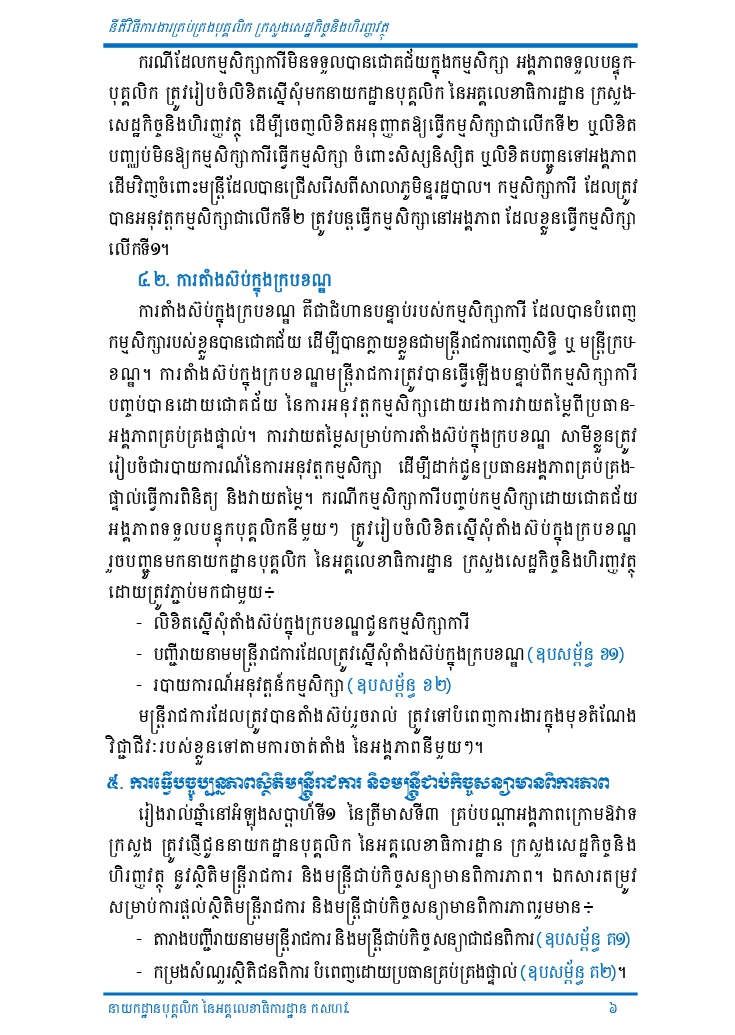 នីតិវិធីការងារគ្រប់គ្រងបុគ្គលិក ក្រសួងសេដ្ឋកិច្ចនិងហិរញ្ញវត្ថុ
ករណីដែលកម្មសិក្សាការីមិនទទួលបានជោគជ័យក្នុងកម្មសិក្សា អង្គភាពទទួលបន្ទុក-
បុគ្គលិក ត្រូវរៀបចំលិខិតស្នើសុំមកនាយកដ្ឋានបុគ្គលិក នៃអគ្គលេខាធិការដ្ឋាន ក្រសួង-
សេដ្ឋកិច្ចនិងហិរញ្ញវត្ថុ ដើម្បីចេញលិខិតអនុញ្ញាតឱ្យធ្វើកម្មសិក្សាជាលើកទី២ ឬលិខិត
បញ្ឈប់មិនឱ្យកម្មសិក្សាការីធ្វើកម្មសិក្សា ចំពោះសិស្សនិស្សិត ឬលិខិតបញ្ជូនទៅអង្គភាព
ដើមវិញចំពោះមន្ត្រីដែលបានជ្រើសរើសពីសាលាភូមិន្ទរដ្ឋបាល។ កម្មសិក្សាការី ដែលត្រូវ
បានអនុវត្តកម្មសិក្សាជាលើកទី២ ត្រូវបន្តធ្វើកម្មសិក្សានៅអង្គភាព ដែលខ្លួនធ្វើកម្មសិក្សា
លើកទី១។
៤.២. ការតាំងស៊ប់ក្នុងក្របខណ្ឌ
ការតាំងស៊ប់ក្នុងក្របខណ្ឌ គឺជាជំហានបន្ទាប់របស់កម្មសិក្សាការី ដែលបានបំពេញ
កម្មសិក្សារបស់ខ្លួនបានជោគជ័យ ដើម្បីបានក្លាយខ្លួនជាមន្ត្រីរាជការពេញសិទ្ធិ ឬ មន្ត្រីក្រប-
ខណ្ឌ។ ការតាំងស៊ប់ក្នុងក្របខណ្ឌមន្ត្រីរាជការត្រូវបានធ្វើឡើងបន្ទាប់ពីកម្មសិក្សាការី
បញ្ចប់បានដោយជោគជ័យ នៃការអនុវត្តកម្មសិក្សាដោយរងការវាយតម្លៃពីប្រធាន-
អង្គភាពគ្រប់គ្រងផ្ទាល់។ ការវាយតម្លៃសម្រាប់ការតាំងស៊ប់ក្នុងក្របខណ្ឌ សាមីខ្លួនត្រូវ
រៀបចំជារបាយការណ៍នៃការអនុវត្តកម្មសិក្សា ដើម្បីដាក់ជូនប្រធានអង្គភាពគ្រប់គ្រង-
ផ្ទាល់ធ្វើការពិនិត្យ និងវាយតម្លៃ។ ករណីកម្មសិក្សាការីបញ្ចប់កម្មសិក្សាដោយជោគជ័យ
អង្គភាពទទួលបន្ទុកបុគ្គលិកនីមួយៗ ត្រូវរៀបចំលិខិតស្នើសុំតាំងស៊ប់ក្នុងក្របខណ្ឌ
រួចបញ្ជូនមកនាយកដ្ឋានបុគ្គលិក នៃអគ្គលេខាធិការដ្ឋាន ក្រសួងសេដ្ឋកិច្ចនិងហិរញ្ញវត្ថុ
ដោយត្រូវភ្ជាប់មកជាមួយ÷
- លិខិតស្នើសុំតាំងស៊ប់ក្នុងក្របខណ្ឌជូនកម្មសិក្សាការី
- បញ្ជីរាយនាមមន្ត្រីរាជការដែលត្រូវស្នើសុំតាំងស៊ប់ក្នុងក្របខណ្ឌ (ឧបសម្ព័ន្ធ ខ១)
- របាយការណ៍អនុវត្តន៍កម្មសិក្សា (ឧបសម្ព័ន្ធ ខ២)
មន្ត្រីរាជការដែលត្រូវបានតាំងស៊ប់រួចរាល់ ត្រូវទៅបំពេញការងារក្នុងមុខតំណែង
វិជ្ជាជីវៈរបស់ខ្លួនទៅតាមការចាត់តាំង នៃអង្គភាពនីមួយៗ។
៥. ការធ្វើបច្ចុប្បន្នភាពស្ថិតិមន្ត្រីរាជការ និងមន្ត្រីជាប់កិច្ចសន្យាមានពិការភាព
រៀងរាល់ឆ្នាំនៅអំឡុងសប្តាហ៍ទី១ នៃត្រីមាសទី៣ គ្រប់បណ្តាអង្គភាពក្រោមឱវាទ
ក្រសួង ត្រូវផ្ញើជូននាយកដ្ឋានបុគ្គលិក នៃអគ្គលេខាធិការដ្ឋាន ក្រសួងសេដ្ឋកិច្ចនិង
ហិរញ្ញវត្ថុ នូវស្ថិតិមន្ត្រីរាជការ និងមន្ត្រីជាប់កិច្ចសន្យាមានពិការភាព។ ឯកសារតម្រូវ
សម្រាប់ការផ្តល់ស្ថិតិមន្ត្រីរាជការ និងមន្ត្រីជាប់កិច្ចសន្យាមានពិការភាពរួមមាន÷
- តារាងបញ្ជីរាយនាមមន្ត្រីរាជការ និងមន្ត្រីជាប់កិច្ចសន្យាជាជនពិការ (ឧបសម្ព័ន្ធ គ១)
- កម្រងសំណួរស្ថិតិជនពិការ បំពេញដោយប្រធានគ្រប់គ្រងផ្ទាល់ (ឧបសម្ព័ន្ធ គ២)។
នាយកដ្ឋានបុគ្គលិក នៃអគ្គលេខាធិការដ្ឋាន កសហវ. ៦